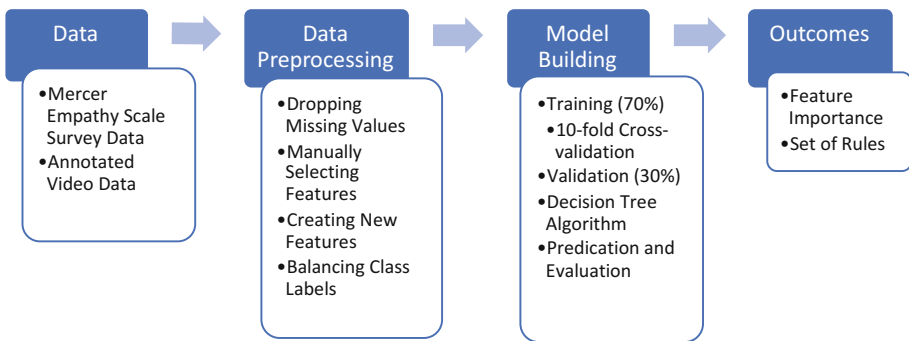 Data
•Mercer
Empathy Scale
Survey Data
•Annotated
Video Data
Data
Preprocessing
•Dropping
Missing Values
•Manually
Selecting
Features
•Creating New
Features
•Balancing Class
Labels
Model
Building
•Training (70%)
•10-fold Cross-
validation
•Validation (30%)
•Decision Tree
Algorithm
•Predication and
Evaluation
Outcomes
•Feature
Importance
•Set of Rules